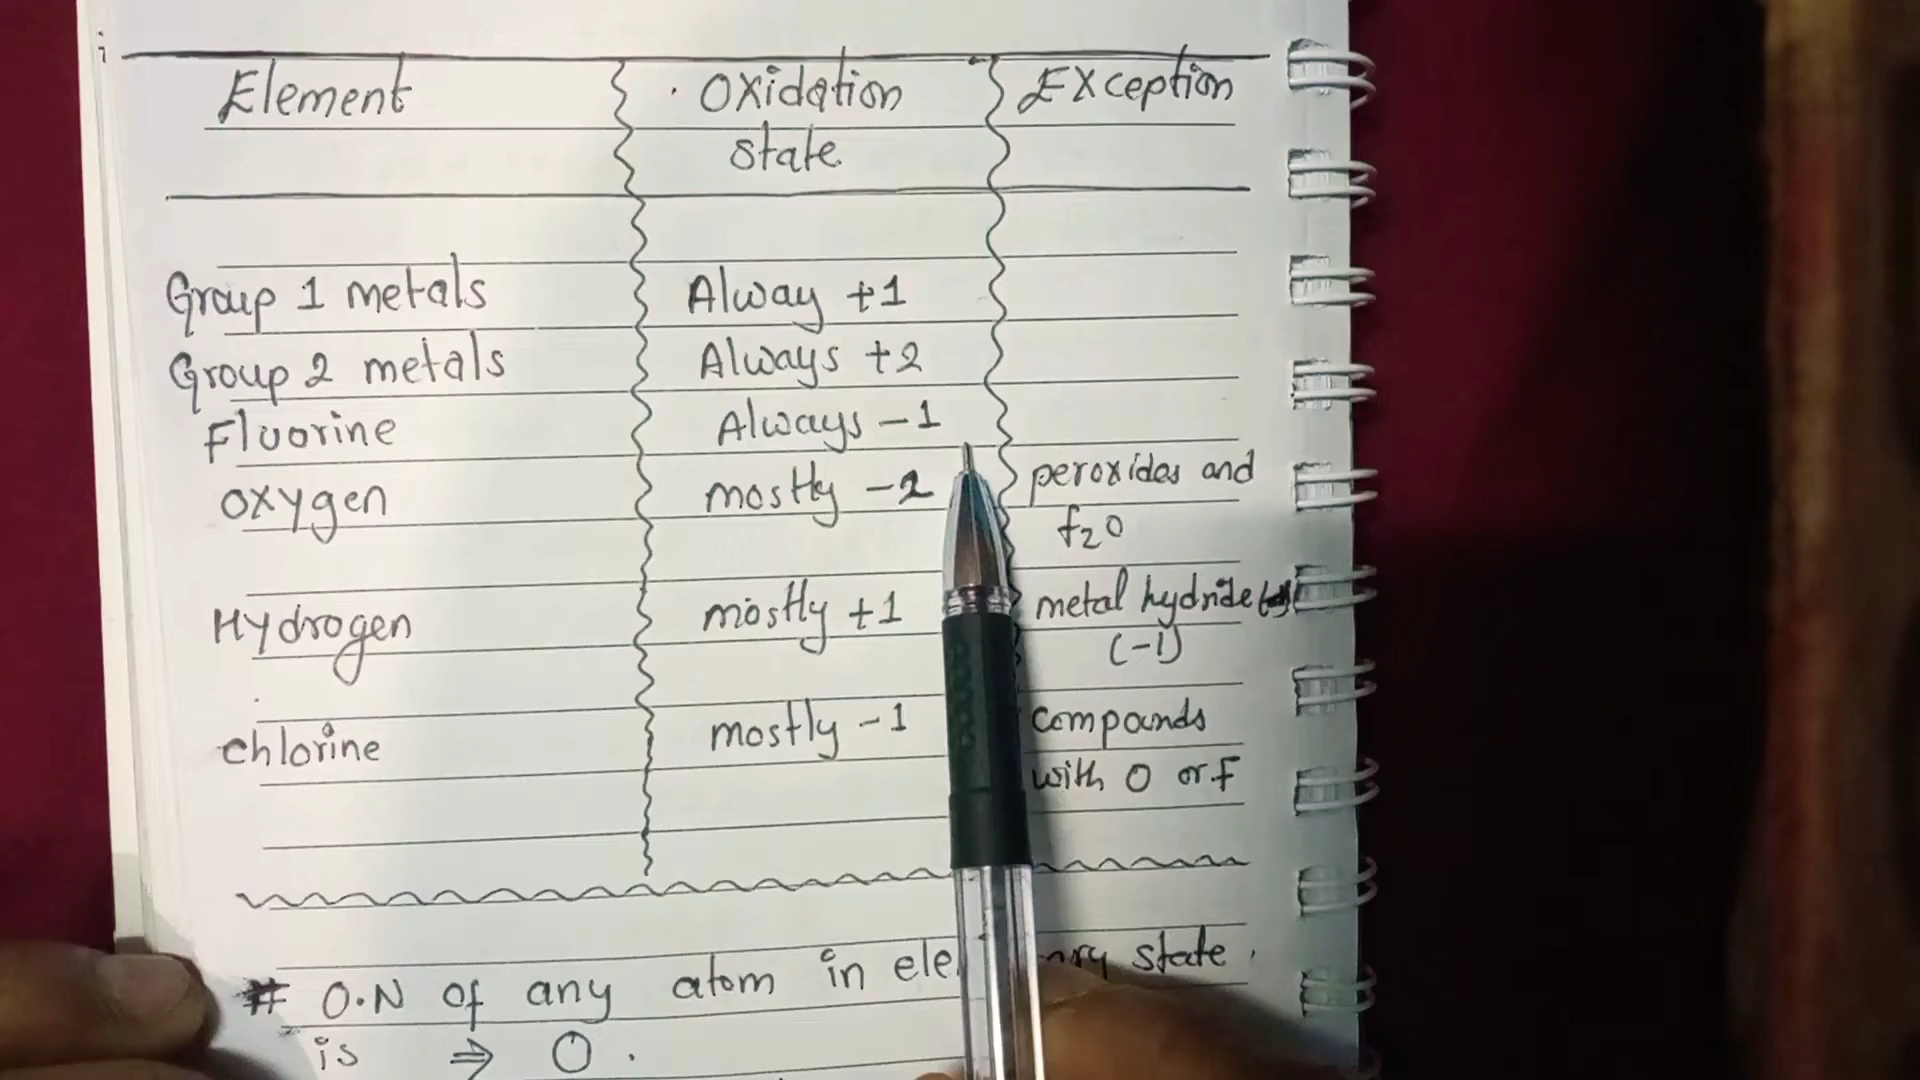 Element Oxidation Exception
state
Group 1 metals Alway +1
Group 2 metals Always +2
Fluorine Always -1
oxygen mostly -2 peroxides and
f₂o
Hydrogen mostly +1 metal hydride
(-1)
chlorine mostly -1 compounds
with O or F
# O.N of any atom in state.
is ⇒ O.